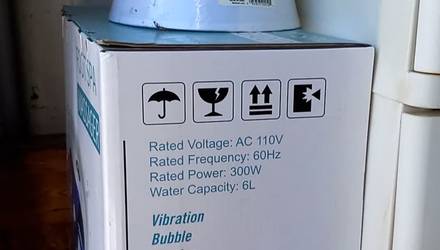 Rated Voltage: AC 110V
Rated Frequency: 60Hz
Rated Power: 300W
Water Capacity: 6L
Vibration
Bubble